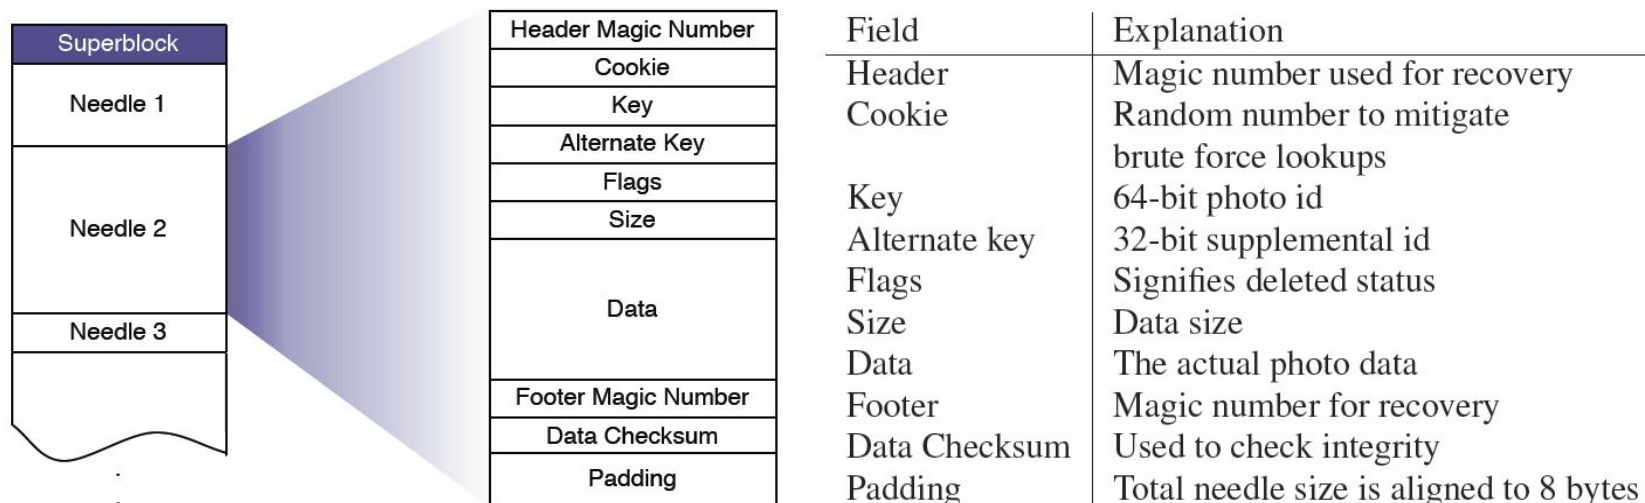 Superblock
Needle 1
Needle 2
Needle 3
Header Magic Number
Cookie
Key
Alternate Key
Flags
Size
Data
Footer Magic Number
Data Checksum
Padding
Field Explanation
Header Magic number used for recovery
Cookie Random number to mitigate
brute force lookups
Key 64-bit photo id
Alternate key 32-bit supplemental id
Flags Signifies deleted status
Size Data size
Data The actual photo data
Footer Magic number for recovery
Data Checksum Used to check integrity
Padding Total needle size is aligned to 8 bytes